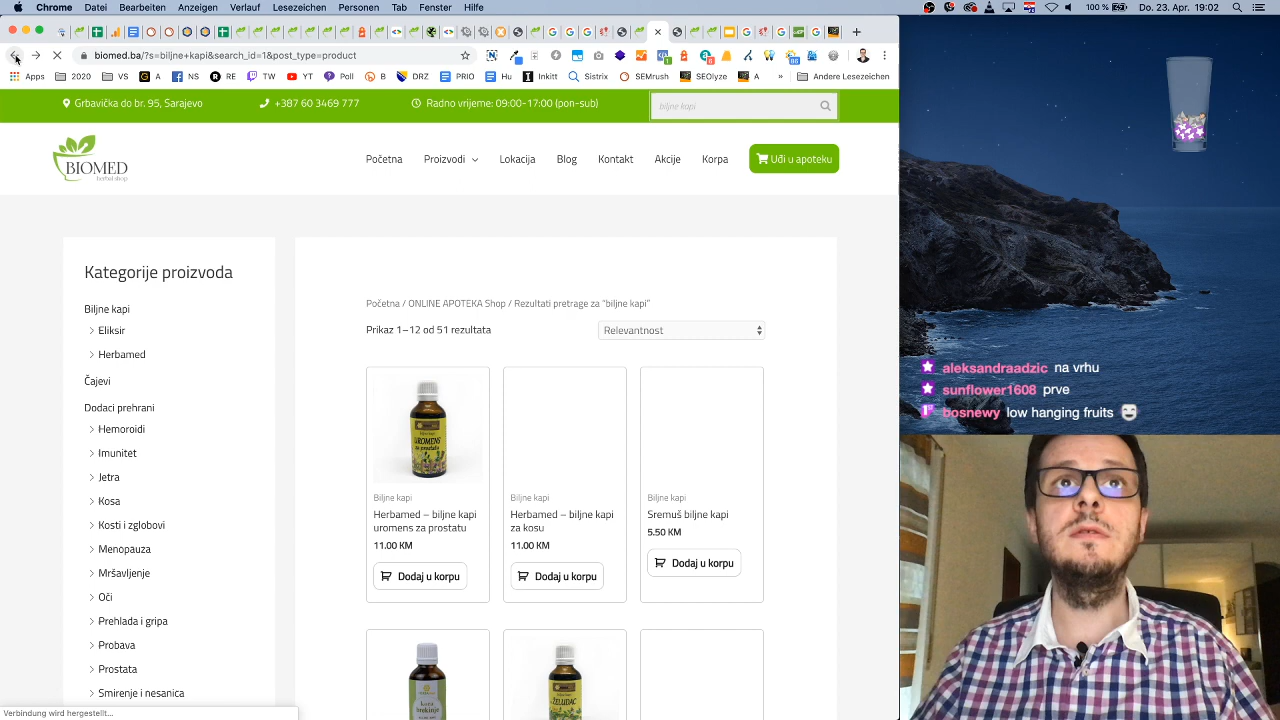 Chrome Datei Bearbeiten Anzeigen Verlauf Lesezeichen Personen Tab Fenster Hilfe
100% Do. 23. Apr. 19:02
biomed.ba/?s=biljne+kapi&search_id=1&post_type=product
Apps 2020 VS A NS RE TW YT Poll B DRZ PRIO Hu Inkitt Sistrix SEMrush SEOlyze A » Andere Lesezeichen
Grbavička do br. 95, Sarajevo +387 60 3469 777 Radno vrijeme: 09:00-17:00 (pon-sub) biljne kapi
BIOMED
herbal shop
Početna Proizvodi Lokacija Blog Kontakt Akcije Korpa Uđi u apoteku
Kategorije proizvoda
Biljne kapi
Eliksir
Herbamed
Čajevi
Dodaci prehrani
Hemoroidi
Imunitet
Jetra
Kosa
Kosti i zglobovi
Menopauza
Mršavljenje
Oči
Prehlada i gripa
Probava
Prostata
Smirenje i nesanica
Početna / ONLINE APOTEKA Shop / Rezultati pretrage za “biljne kapi”
Prikaz 1–12 od 51 rezultata
Relevantnost
UROMENS
za prostatu
Biljne kapi
Herbamed – biljne kapi
uromens za prostatu
11.00 KM
Dodaj u korpu
Biljne kapi
Herbamed – biljne kapi
za kosu
11.00 KM
Dodaj u korpu
Biljne kapi
Sremuš biljne kapi
5.50 KM
Dodaj u korpu
ŽELUDAC
Verbindung wird hergestellt...
aleksandraadzic na vrhu
sunflower1608 prve
bosnewy low hanging fruits